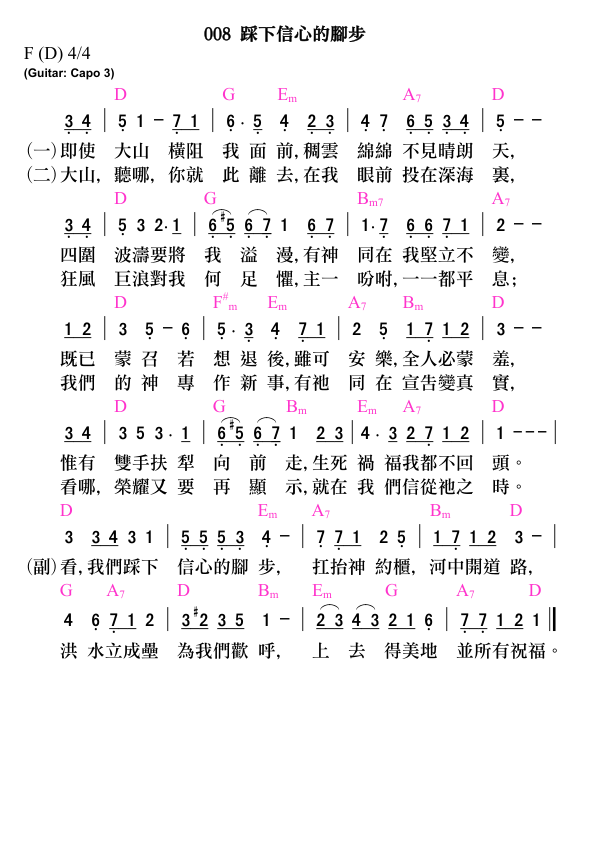 008 踩下信心的腳步
F (D) 4/4
(Guitar: Capo 3)
D G Em A7 D
3 4 | 5 1 - 7 1 | 6 . 5 4 2 3 | 4 7 6 5 3 4 | 5 - -
(一)即使 大山 橫阻 我 面 前,稠雲 綿綿 不見晴朗 天,
(二)大山, 聽哪, 你就 此 離 去,在我 眼前 投在深海 裏,
D G Bm7 A7
3 4 | 5 3 2 . 1 | 6 #5 6 7 1 6 7 | 1 . 7 6 6 7 1 | 2 - -
四圍 波濤要將 我 溢 漫,有神 同在 我堅立不 變,
狂風 巨浪對我 何 足 懼,主一 吩咐,一一都平 息;
D F#m Em A7 Bm D
1 2 | 3 5 - 6 | 5 . 3 4 7 1 | 2 5 1 7 1 2 | 3 - -
既已 蒙 召 若 想 退 後,雖可 安 樂,全人必蒙 羞,
我們 的 神 專 作 新 事,有祂 同 在 宣告變真 實,
D G Bm Em A7 D
3 4 | 3 5 3 . 1 | 6 #5 6 7 1 2 3 | 4 . 3 2 7 1 2 | 1 - - - |
惟有 雙手扶 犁 向 前 走,生死 禍 福我都不回 頭。
看哪, 榮耀又 要 再 顯 示,就在 我 們信從祂之 時。
D Em A7 Bm D
3 3 4 3 1 | 5 5 5 3 4 - | 7 7 1 2 5 | 1 7 1 2 3 - |
(副)看,我們踩下 信心的腳 步, 扛抬神 約櫃, 河中開道 路,
G A7 D Bm Em G A7 D
4 6 7 1 2 | 3 #2 3 5 1 - | 2 3 4 3 2 1 6 | 7 7 1 2 1 ‖
洪 水立成壘 為我們歡 呼, 上 去 得美地 並所有祝福。